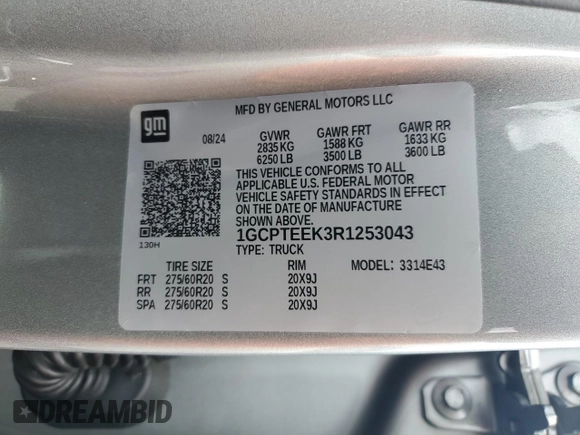 MFD BY GENERAL MOTORS LLC
gm
08/24
GVWR GAWR FRT GAWR RR
2835 KG 1588 KG 1633 KG
6250 LB 3500 LB 3600 LB
THIS VEHICLE CONFORMS TO ALL
APPLICABLE U.S. FEDERAL MOTOR
VEHICLE SAFETY STANDARDS IN EFFECT
ON THE DATE OF MANUFACTURE
SHOWN ABOVE.
130H
1GCPTEEK3R1253043
TYPE: TRUCK
TIRE SIZE RIM MODEL: 3314E43
FRT 275/60R20 S 20X9J
RR 275/60R20 S 20X9J
SPA 275/60R20 S 20X9J
DREAMBID